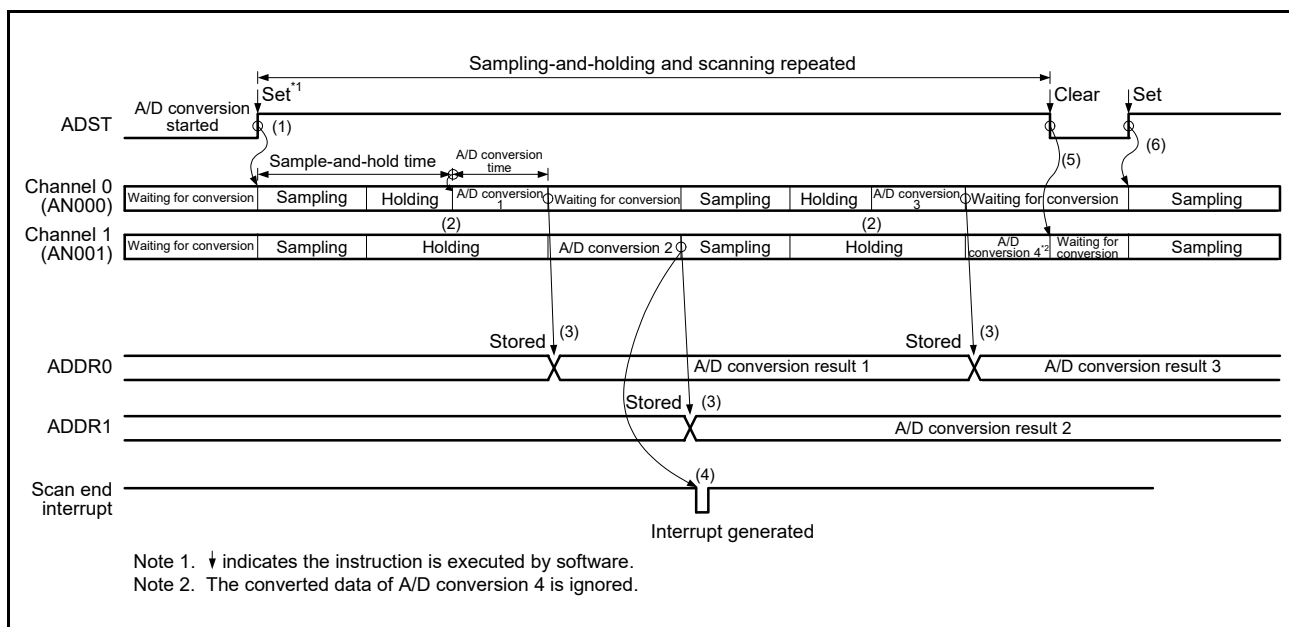 Sampling-and-holding and scanning repeated
Set*1
Clear
Set
A/D conversion
started
ADST
(1)
(5)
(6)
Sample-and-hold time
A/D conversion
time
Channel 0
(AN000)
Waiting for conversion
Sampling
Holding
A/D conversion
1
Waiting for conversion
Sampling
Holding
A/D conversion
3
Waiting for conversion
Sampling
(2)
(2)
Channel 1
(AN001)
Waiting for conversion
Sampling
Holding
A/D conversion 2
Sampling
Holding
A/D
conversion 4*2
Waiting for
conversion
Sampling
Stored
(3)
Stored
(3)
ADDR0
A/D conversion result 1
A/D conversion result 3
Stored
(3)
ADDR1
A/D conversion result 2
Scan end
interrupt
(4)
Interrupt generated
Note 1. indicates the instruction is executed by software.
Note 2. The converted data of A/D conversion 4 is ignored.